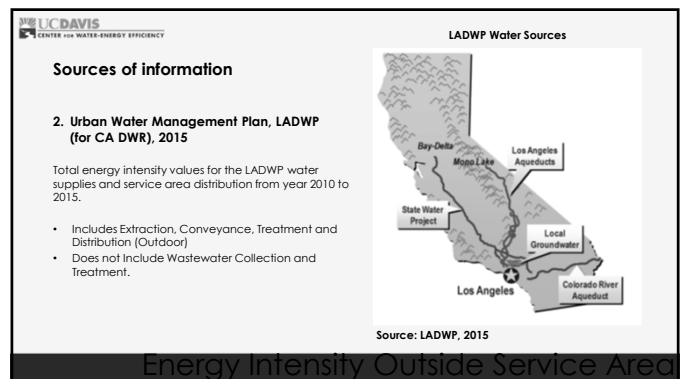 UCDAVIS
CENTER FOR WATER-ENERGY EFFICIENCY
Sources of information
2. Urban Water Management Plan, LADWP
(for CA DWR), 2015
Total energy intensity values for the LADWP water
supplies and service area distribution from year 2010 to
2015.
• Includes Extraction, Conveyance, Treatment and
Distribution (Outdoor)
• Does not Include Wastewater Collection and
Treatment.
LADWP Water Sources
Bay-Delta
Mono Lake
Los Angeles
Aqueducts
State Water
Project
Local
Groundwater
Los Angeles
Colorado River
Aqueduct
Source: LADWP, 2015
Energy Intensity Outside Service Area